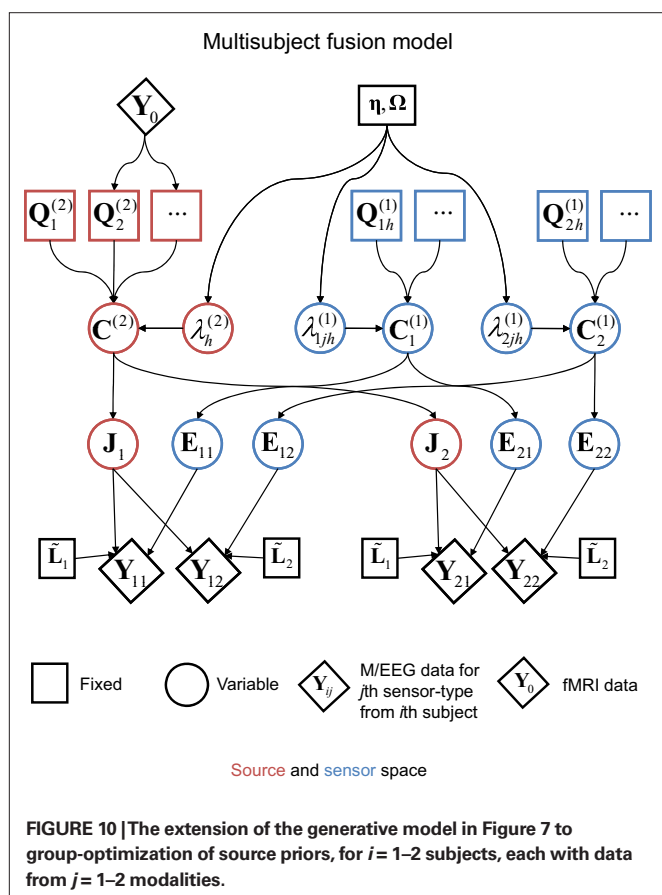 Multisubject fusion model
Y₀
η, Ω
Q₁⁽²⁾ Q₂⁽²⁾ ... Q₁ₕ⁽¹⁾ ... Q₂ₕ⁽¹⁾ ...
C⁽²⁾ λₕ⁽²⁾ λ₁ⱼₕ⁽¹⁾ C₁⁽¹⁾ λ₂ⱼₕ⁽¹⁾ C₂⁽¹⁾
J₁ E₁₁ E₁₂ J₂ E₂₁ E₂₂
L̃₁ Y₁₁ Y₁₂ L̃₂ L̃₁ Y₂₁ Y₂₂ L̃₂
Fixed
Variable
Yᵢⱼ
M/EEG data for
jth sensor-type
from ith subject
Y₀
fMRI data
Source and sensor space
FIGURE 10 | The extension of the generative model in Figure 7 to
group-optimization of source priors, for i = 1–2 subjects, each with data
from j = 1–2 modalities.